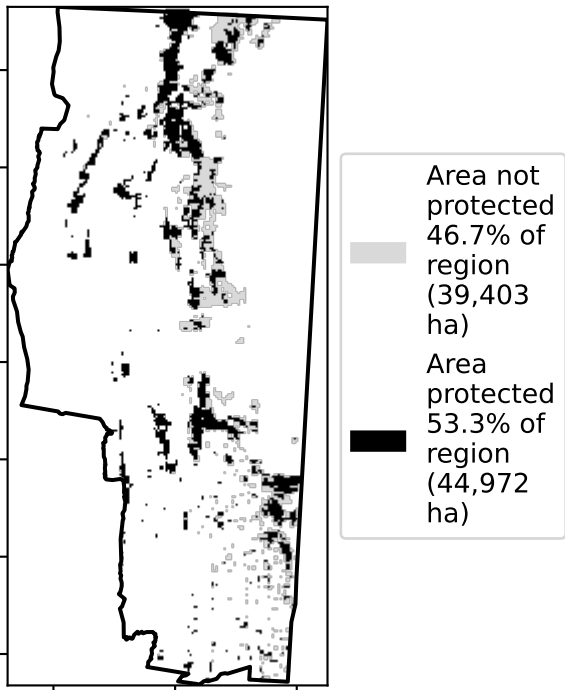 Area not
protected
46.7% of
region
(39,403
ha)
Area
protected
53.3% of
region
(44,972
ha)